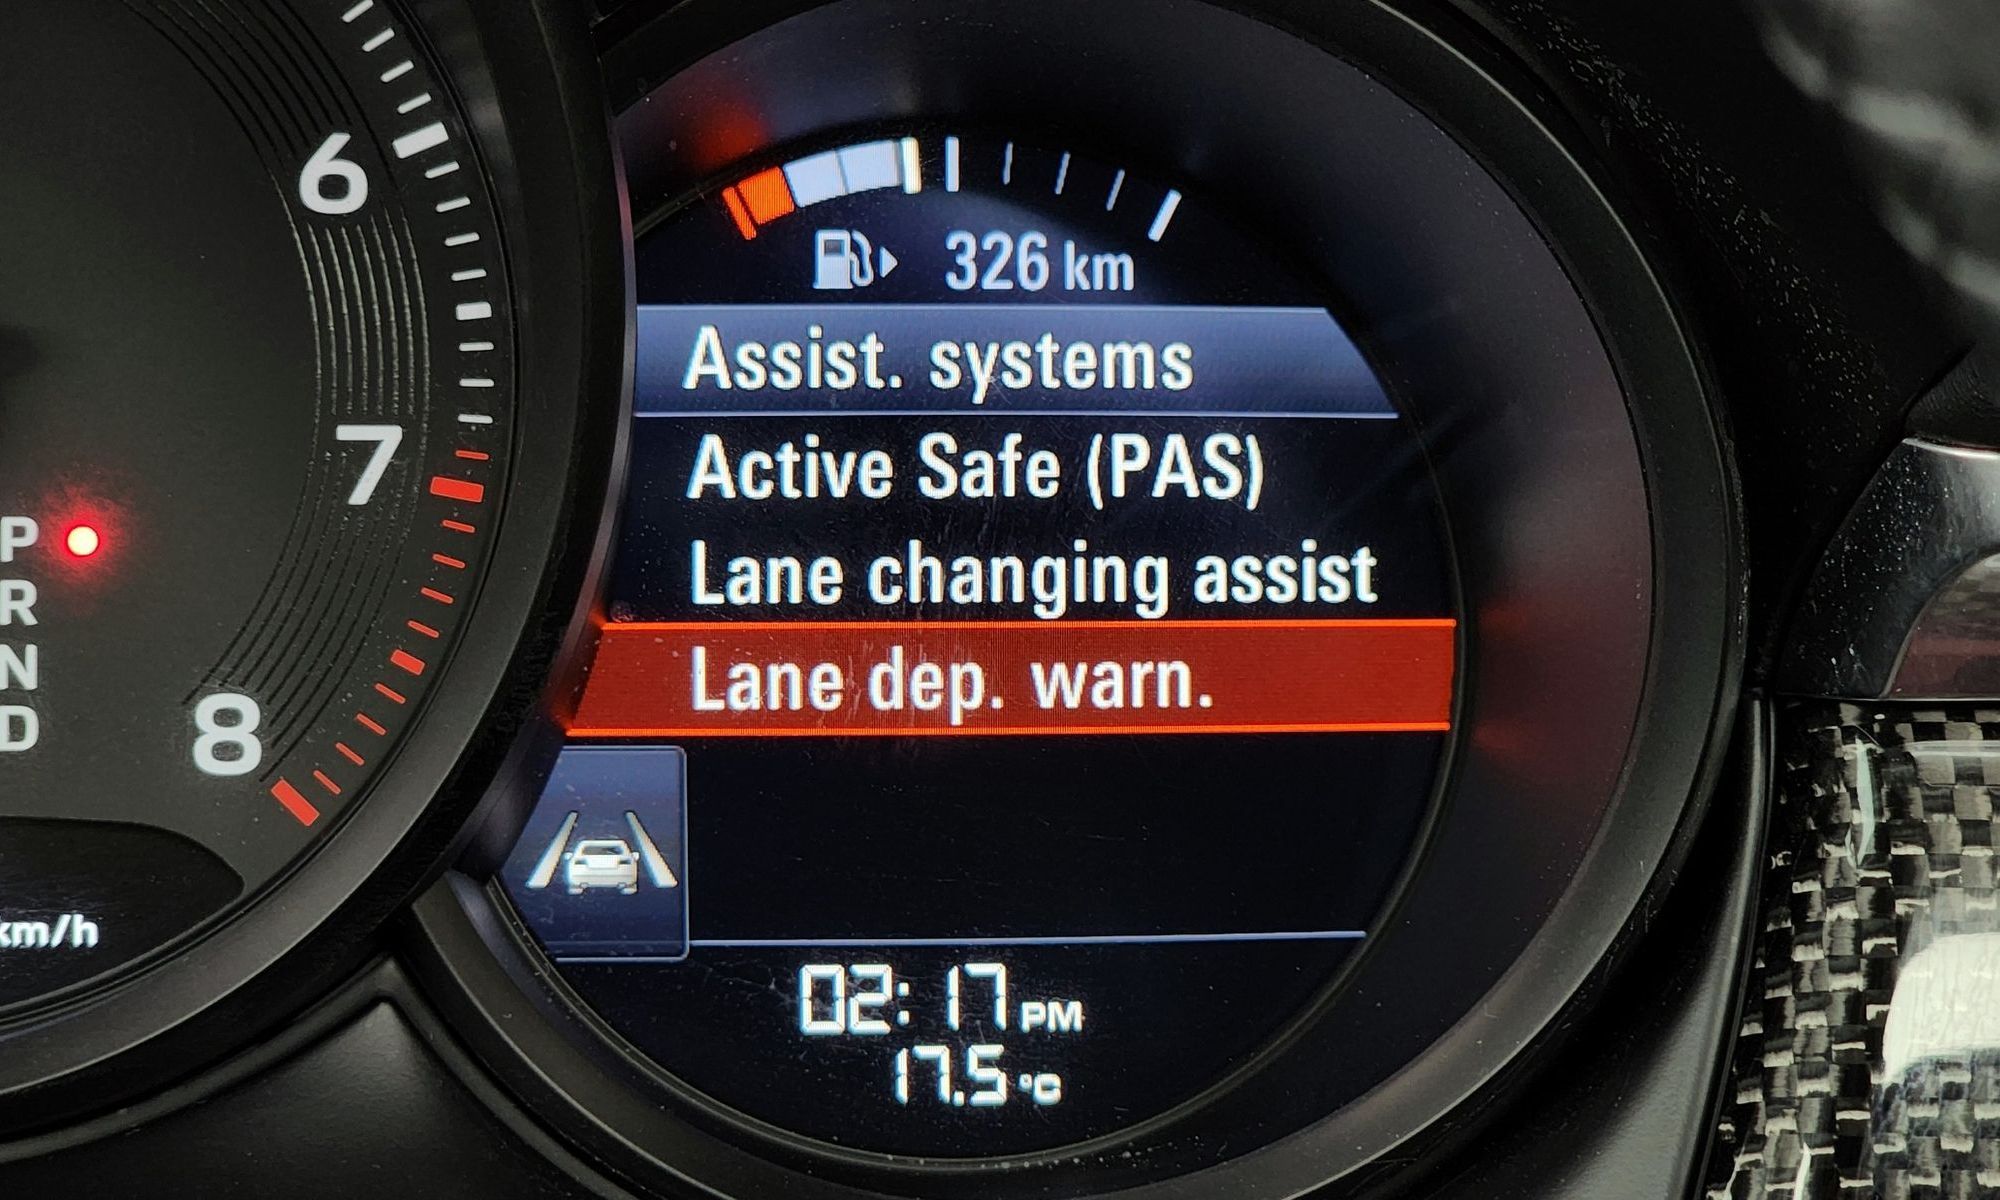 6
7
8
P
R
N
D
km/h
326 km
Assist. systems
Active Safe (PAS)
Lane changing assist
Lane dep. warn.
02:17 PM
17.5 °C